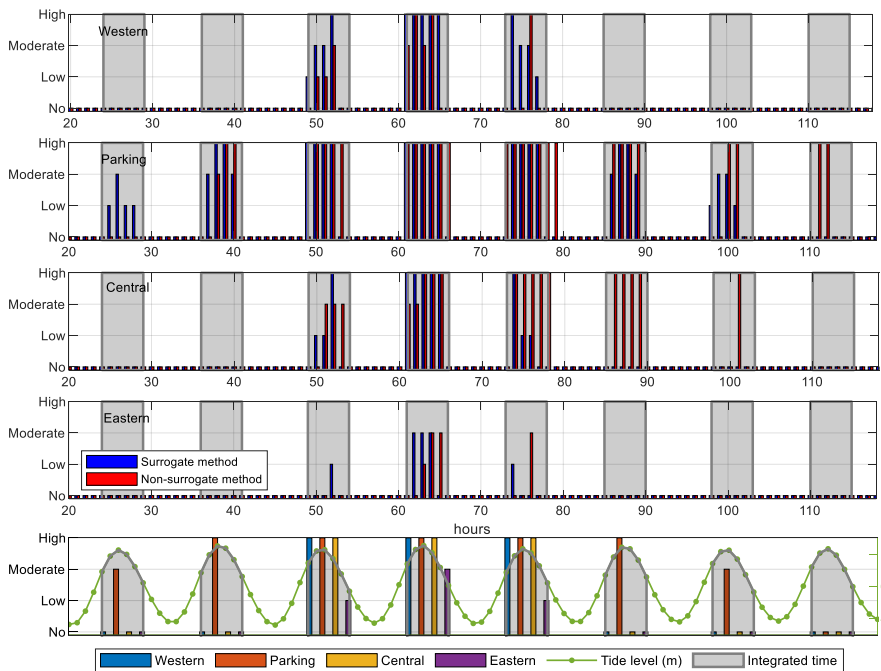 High
Western
Moderate
Low
No
20 30 40 50 60 70 80 90 100 110
High
Parking
Moderate
Low
No
20 30 40 50 60 70 80 90 100 110
High
Central
Moderate
Low
No
20 30 40 50 60 70 80 90 100 110
High
Eastern
Moderate
Low
Surrogate method
Non-surrogate method
No
20 30 40 50 60 70 80 90 100 110
hours
High
Moderate
Low
No
Western Parking Central Eastern Tide level (m) Integrated time